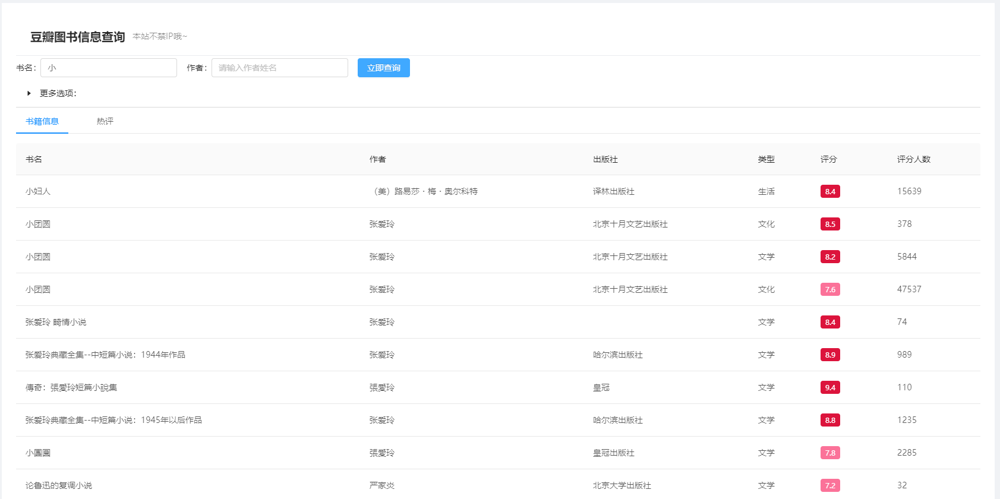 豆瓣图书信息查询 本站不禁IP哦~
书名： 小 作者： 请输入作者姓名 立即查询
更多选项：
书籍信息 热评
书名 作者 出版社 类型 评分 评分人数
小妇人 （美）路易莎・梅・奥尔科特 译林出版社 生活 8.4 15639
小团圆 张爱玲 北京十月文艺出版社 文化 8.5 378
小团圆 张爱玲 北京十月文艺出版社 文学 8.2 5844
小团圆 张爱玲 北京十月文艺出版社 文化 7.6 47537
张爱玲 畸情小说 张爱玲 文学 8.4 74
张爱玲典藏全集--中短篇小说：1944年作品 张爱玲 哈尔滨出版社 文学 8.9 989
傳奇：張愛玲短篇小說集 張愛玲 皇冠 文学 9.4 110
张爱玲典藏全集--中短篇小说：1945年以后作品 张爱玲 哈尔滨出版社 文学 8.8 1235
小團圓 張愛玲 皇冠出版社 文学 7.8 2285
论鲁迅的复调小说 严家炎 北京大学出版社 文学 7.2 32